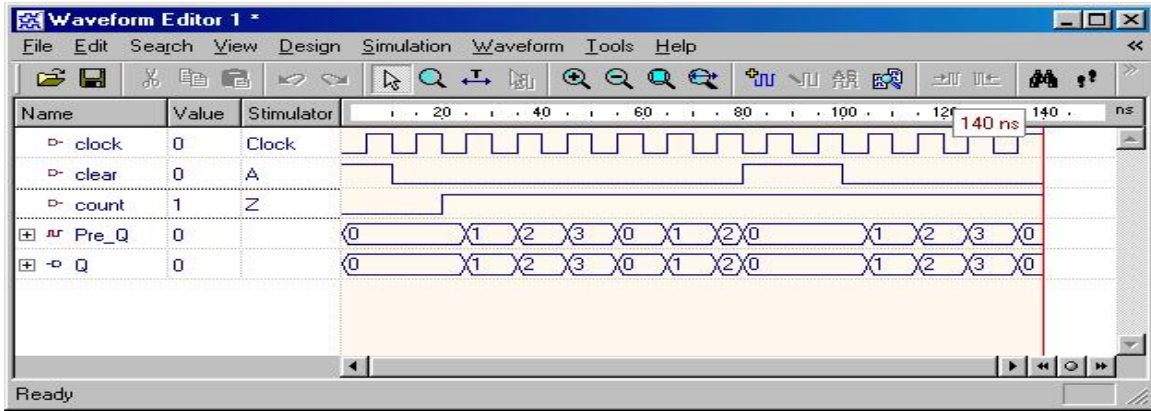 Waveform Editor 1 *
File Edit Search View Design Simulation Waveform Tools Help
Name Value Stimulator 20 40 60 80 100 12 140 ns
140 ns
clock 0 Clock
clear 0 A
count 1 Z
Pre_Q 0 0 1 2 3 0 1 2 0 1 2 3 0
Q 0 0 1 2 3 0 1 2 0 1 2 3 0
Ready